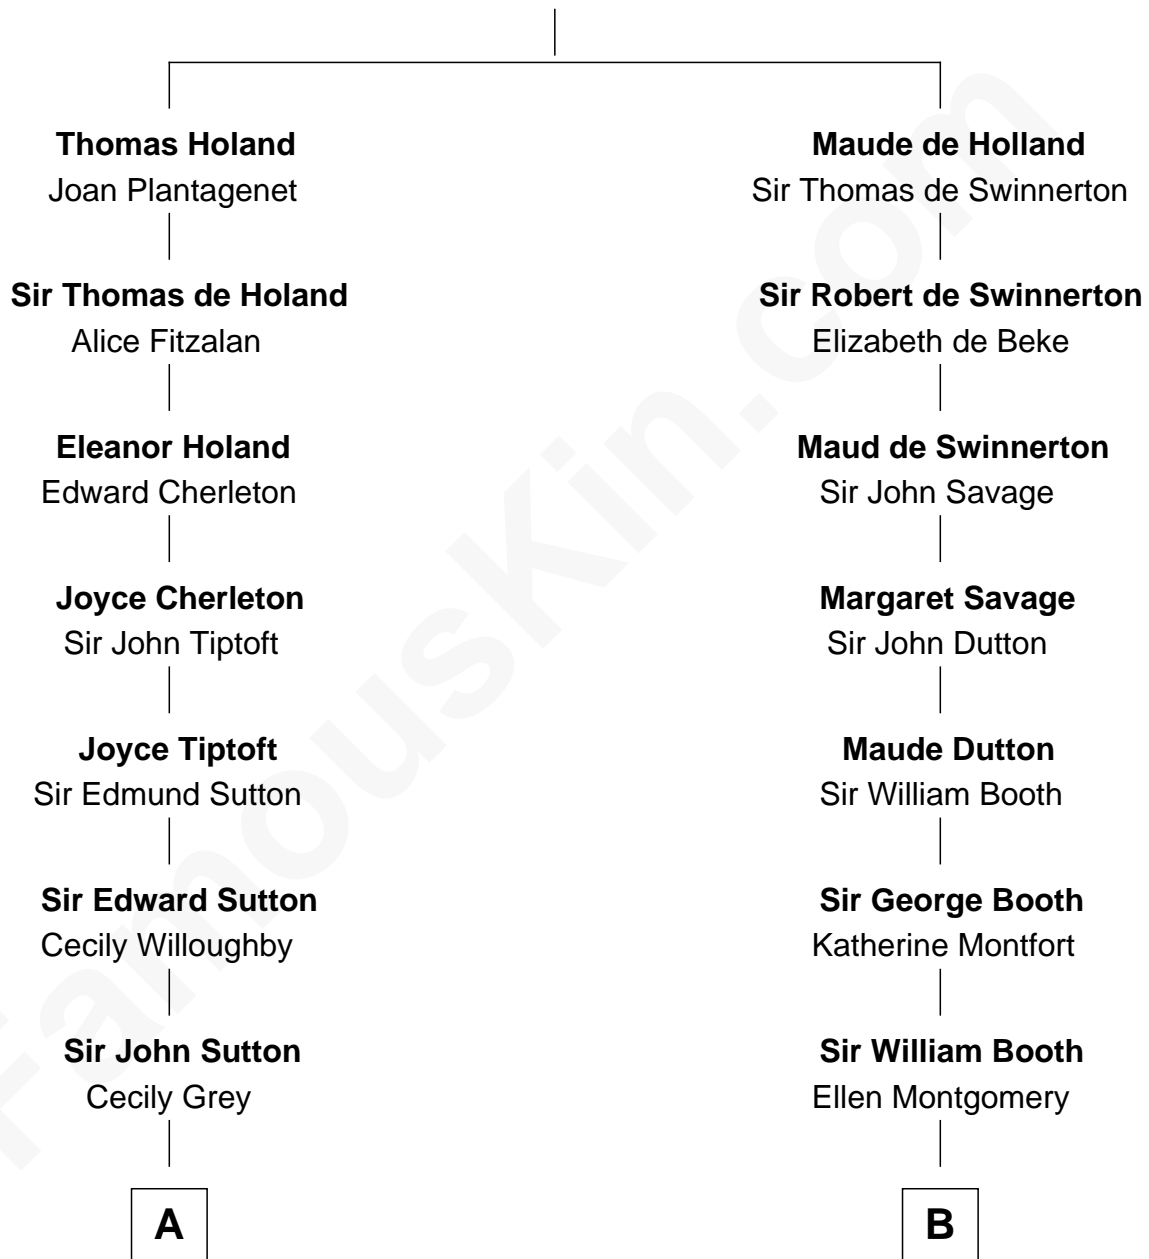 Thomas Holand
Joan Plantagenet
Sir Thomas de Holand
Alice Fitzalan
Eleanor Holand
Edward Cherleton
Joyce Cherleton
Sir John Tiptoft
Joyce Tiptoft
Sir Edmund Sutton
Sir Edward Sutton
Cecily Willoughby
Sir John Sutton
Cecily Grey
A
Maude de Holland
Sir Thomas de Swinnerton
Sir Robert de Swinnerton
Elizabeth de Beke
Maud de Swinnerton
Sir John Savage
Margaret Savage
Sir John Dutton
Maude Dutton
Sir William Booth
Sir George Booth
Katherine Montfort
Sir William Booth
Ellen Montgomery
B
FamousKin.com